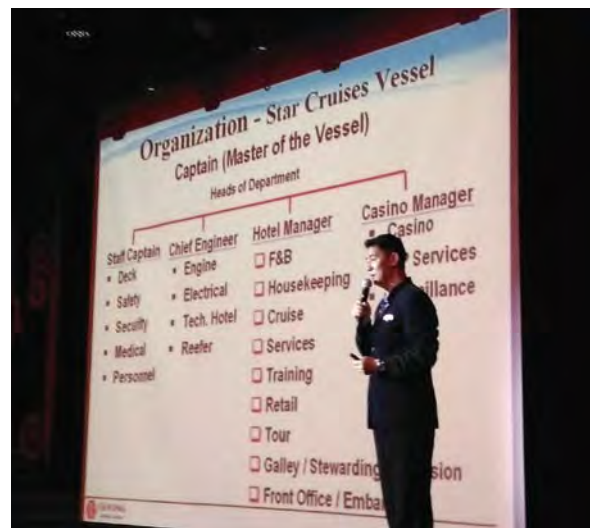 Organization - Star Cruises Vessel
Captain (Master of the Vessel)
Heads of Department
Staff Captain
Deck
Safety
Security
Medical
Personnel
Chief Engineer
Engine
Electrical
Tech. Hotel
Reefer
Hotel Manager
F&B
Housekeeping
Cruise
Services
Training
Retail
Tour
Galley / Stewarding
Front Office /
Casino Manager
Casino
Services